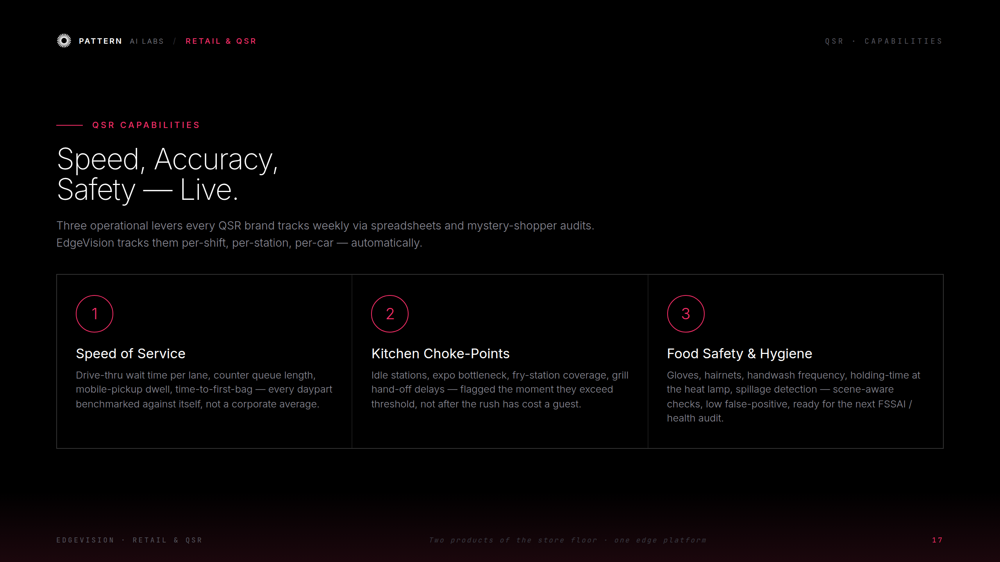 PATTERN AI LABS / RETAIL & QSR
QSR · CAPABILITIES
QSR CAPABILITIES
Speed, Accuracy,
Safety — Live.
Three operational levers every QSR brand tracks weekly via spreadsheets and mystery-shopper audits.
EdgeVision tracks them per-shift, per-station, per-car — automatically.
1
Speed of Service
Drive-thru wait time per lane, counter queue length,
mobile-pickup dwell, time-to-first-bag — every daypart
benchmarked against itself, not a corporate average.
2
Kitchen Choke-Points
Idle stations, expo bottleneck, fry-station coverage, grill
hand-off delays — flagged the moment they exceed
threshold, not after the rush has cost a guest.
3
Food Safety & Hygiene
Gloves, hairnets, handwash frequency, holding-time at
the heat lamp, spillage detection — scene-aware
checks, low false-positive, ready for the next FSSAI /
health audit.
EDGEVISION · RETAIL & QSR
Two products of the store floor · one edge platform
17